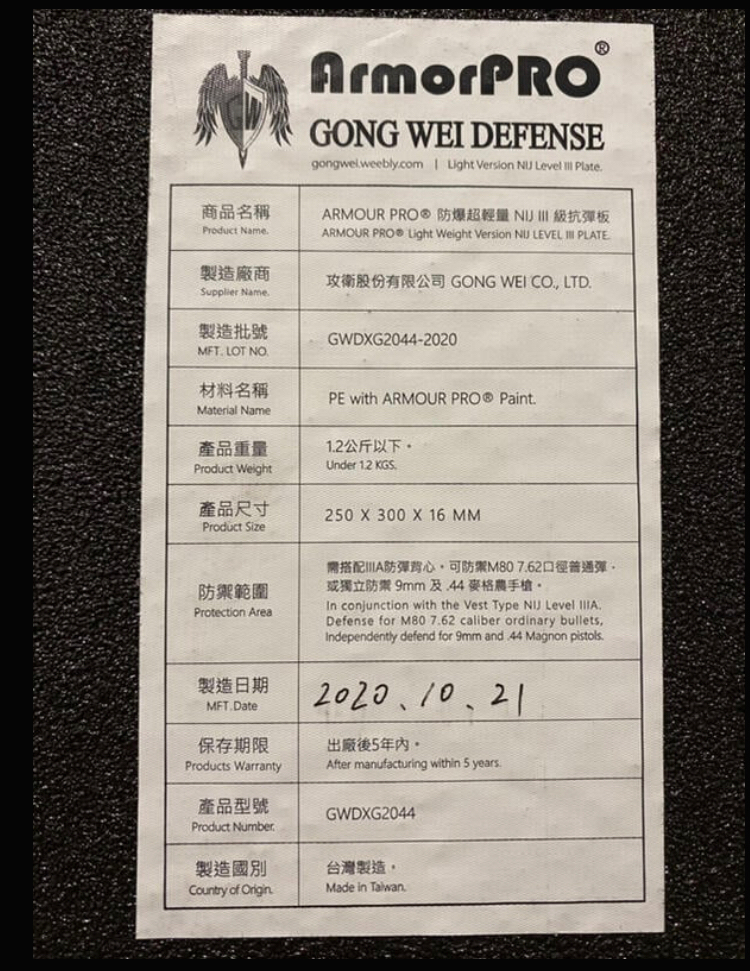 GW
ArmorPRO®
GONG WEI DEFENSE
gongwei.weebly.com | Light Version NIJ Level III Plate.
商品名稱
Product Name.
ARMOUR PRO® 防爆超輕量 NIJ III 級抗彈板
ARMOUR PRO® Light Weight Version NIJ LEVEL III PLATE.
製造廠商
Supplier Name.
攻衛股份有限公司 GONG WEI CO., LTD.
製造批號
MFT. LOT NO.
GWDXG2044-2020
材料名稱
Material Name
PE with ARMOUR PRO® Paint.
產品重量
Product Weight
1.2公斤以下。
Under 1.2 KGS.
產品尺寸
Product Size
250 X 300 X 16 MM
防禦範圍
Protection Area
需搭配IIIA防彈背心，可防禦M80 7.62口徑普通彈，
或獨立防禦 9mm 及 .44 麥格農手槍。
In conjunction with the Vest Type NIJ Level IIIA.
Defense for M80 7.62 caliber ordinary bullets,
Independently defend for 9mm and .44 Magnon pistols.
製造日期
MFT.Date
2020、10、21
保存期限
Products Warranty
出廠後5年內。
After manufacturing within 5 years.
產品型號
Product Number.
GWDXG2044
製造國別
Country of Origin.
台灣製造，
Made in Taiwan.